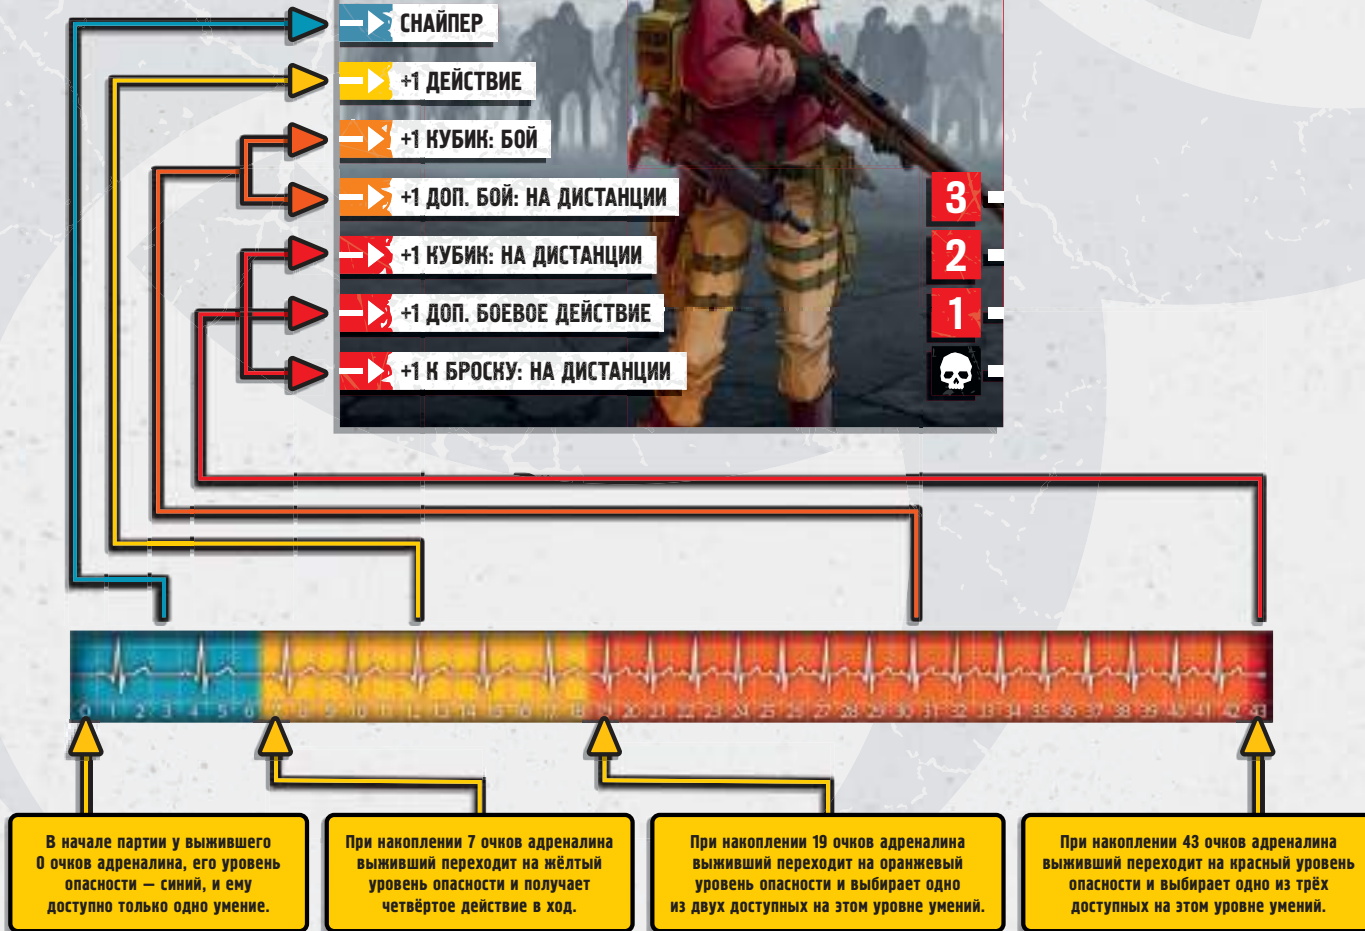 СНАЙПЕР
+1 ДЕЙСТВИЕ
+1 КУБИК: БОЙ
+1 ДОП. БОЙ: НА ДИСТАНЦИИ
+1 КУБИК: НА ДИСТАНЦИИ
+1 ДОП. БОЕВОЕ ДЕЙСТВИЕ
+1 К БРОСКУ: НА ДИСТАНЦИИ
3
2
1
0 1 2 3 4 5 6 7 8 9 10 11 12 13 14 15 16 17 18 19 20 21 22 23 24 25 26 27 28 29 30 31 32 33 34 35 36 37 38 39 40 41 42 43
В начале партии у выжившего
0 очков адреналина, его уровень
опасности — синий, и ему
доступно только одно умение.
При накоплении 7 очков адреналина
выживший переходит на жёлтый
уровень опасности и получает
четвёртое действие в ход.
При накоплении 19 очков адреналина
выживший переходит на оранжевый
уровень опасности и выбирает одно
из двух доступных на этом уровне умений.
При накоплении 43 очков адреналина
выживший переходит на красный уровень
опасности и выбирает одно из трёх
доступных на этом уровне умений.